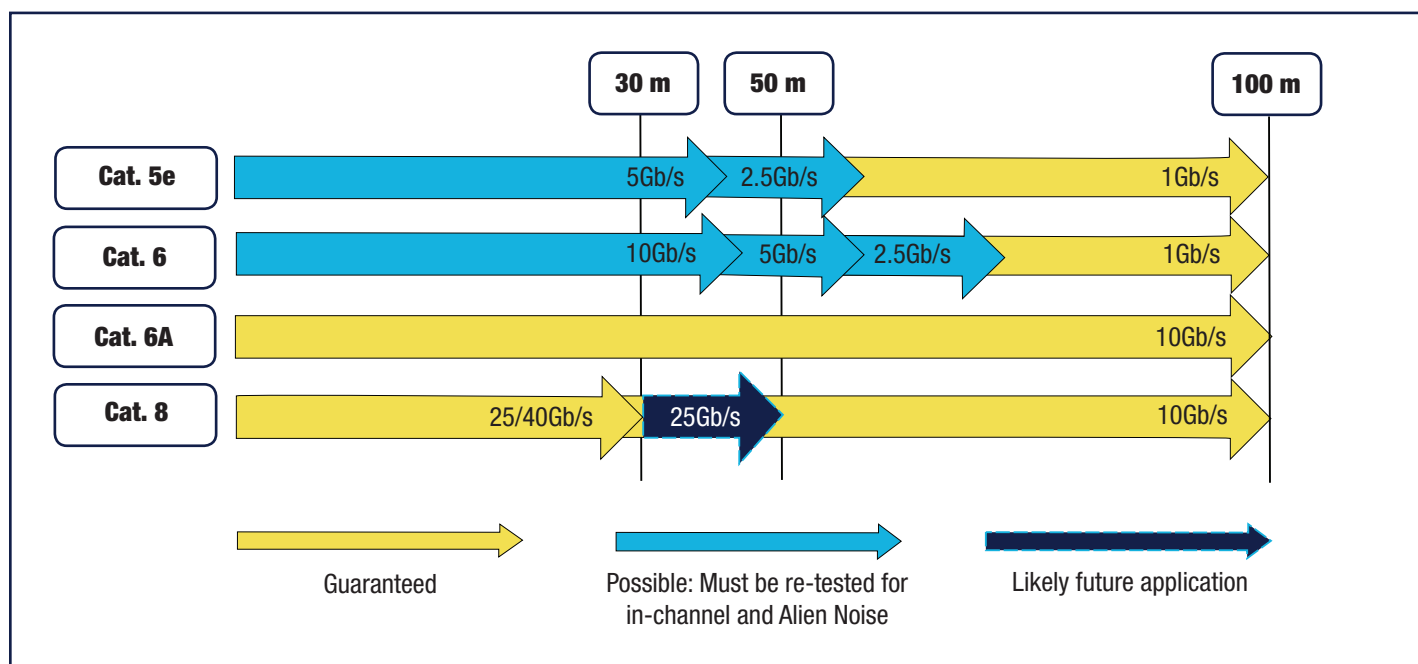 30 m
50 m
100 m
Cat. 5e
5Gb/s
2.5Gb/s
1Gb/s
Cat. 6
10Gb/s
5Gb/s
2.5Gb/s
1Gb/s
Cat. 6A
10Gb/s
Cat. 8
25/40Gb/s
25Gb/s
10Gb/s
Guaranteed
Possible: Must be re-tested for
in-channel and Alien Noise
Likely future application